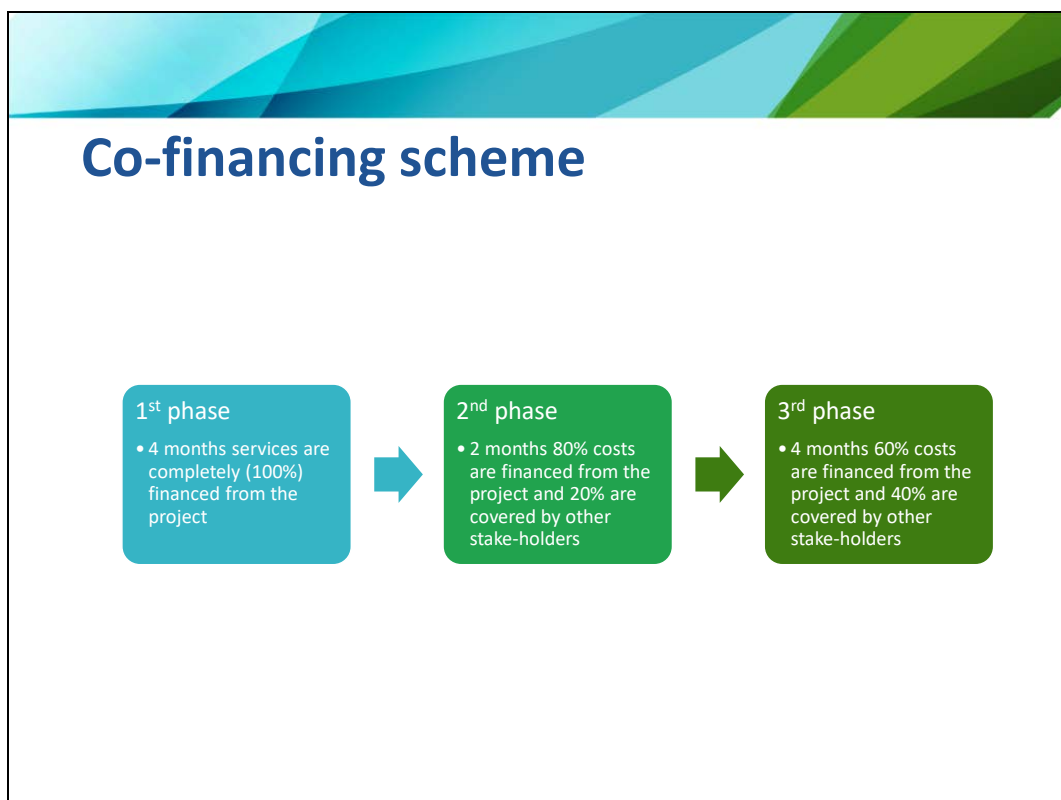 Co-financing scheme
1st phase
• 4 months services are
completely (100%)
financed from the
project
2nd phase
• 2 months 80% costs
are financed from the
project and 20% are
covered by other
stake-holders
3rd phase
• 4 months 60% costs
are financed from the
project and 40% are
covered by other
stake-holders